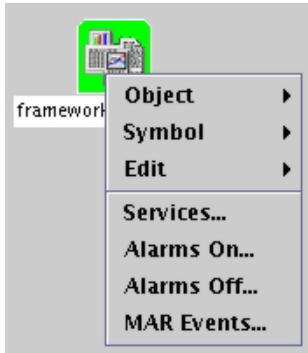 framework
Object
Symbol
Edit
Services...
Alarms On...
Alarms Off...
MAR Events...